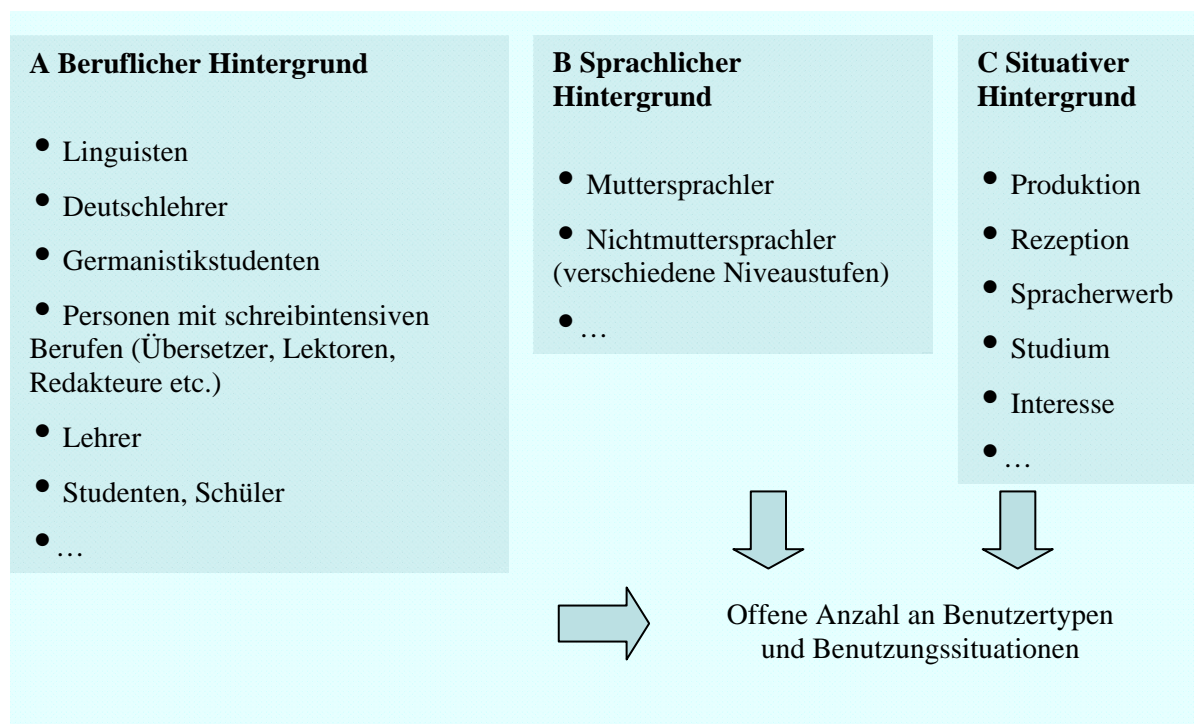 A Beruflicher Hintergrund
• Linguisten
• Deutschlehrer
• Germanistikstudenten
• Personen mit schreibintensiven
Berufen (Übersetzer, Lektoren,
Redakteure etc.)
• Lehrer
• Studenten, Schüler
• …
B Sprachlicher
Hintergrund
• Muttersprachler
• Nichtmuttersprachler
(verschiedene Niveaustufen)
• …
C Situativer
Hintergrund
• Produktion
• Rezeption
• Spracherwerb
• Studium
• Interesse
• …
Offene Anzahl an Benutzertypen
und Benutzungssituationen